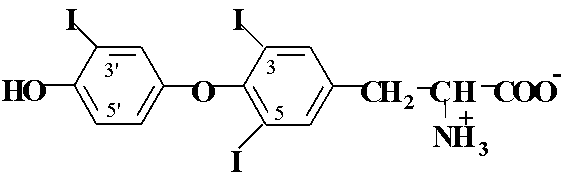 I I
3' 3
HO O CH₂ CH COO⁻
5' 5
+
NH₃
I